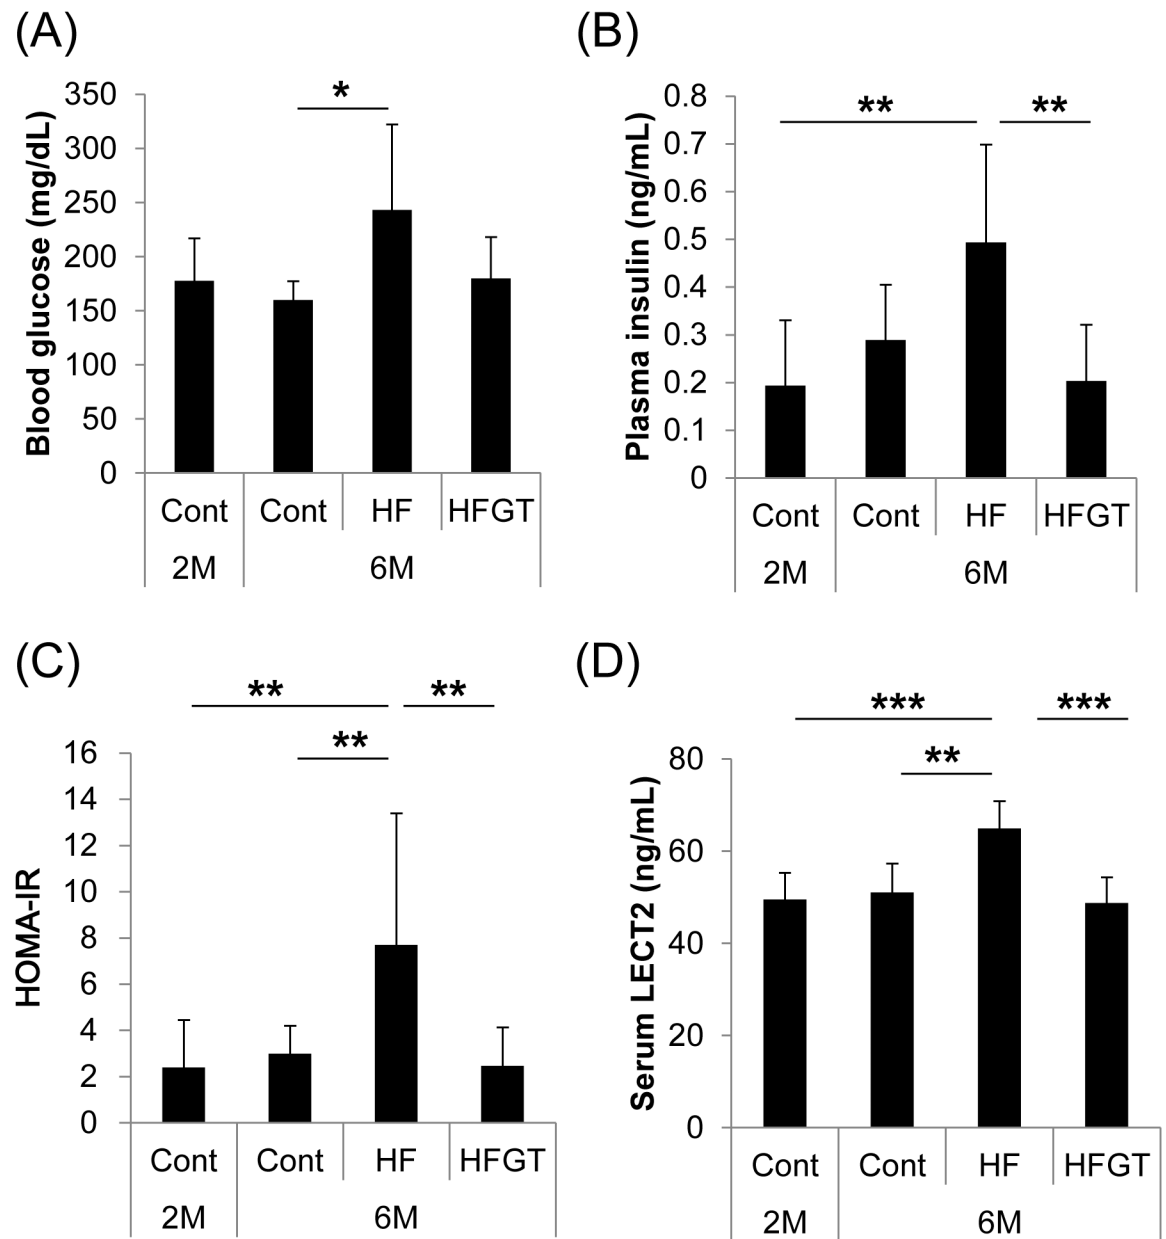 (A)
Blood glucose (mg/dL)
350
300
250
200
150
100
50
0
*
Cont Cont HF HFGT
2M 6M
(B)
Plasma insulin (ng/mL)
0.8
0.7
0.6
0.5
0.4
0.3
0.2
0.1
0
** **
Cont Cont HF HFGT
2M 6M
(C)
HOMA-IR
** **
**
16
14
12
10
8
6
4
2
0
Cont Cont HF HFGT
2M 6M
(D)
Serum LECT2 (ng/mL)
*** ***
**
80
60
40
20
0
Cont Cont HF HFGT
2M 6M